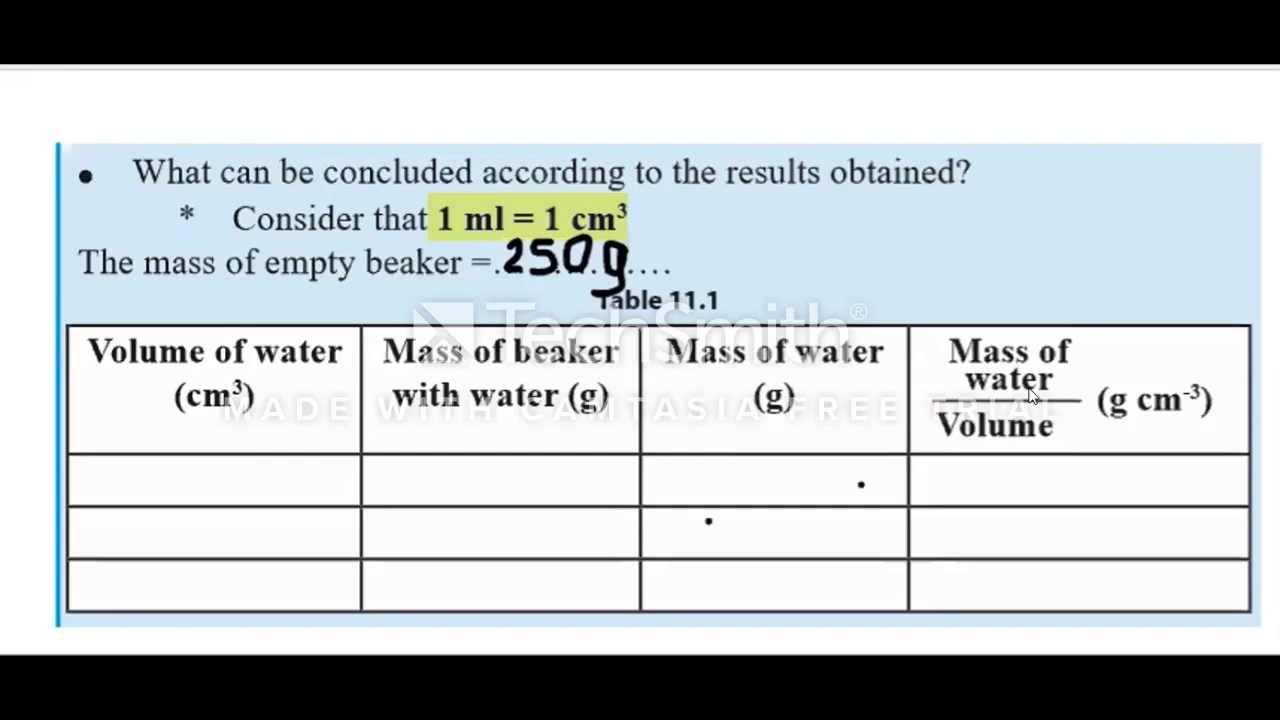 • What can be concluded according to the results obtained?
* Consider that 1 ml = 1 cm³
The mass of empty beaker =.250g....
Table 11.1
Volume of water (cm³)
Mass of beaker with water (g)
Mass of water (g)
Mass of water / Volume (g cm⁻³)
TechSmith®
MADE WITH CAMTASIA FREE TRIAL